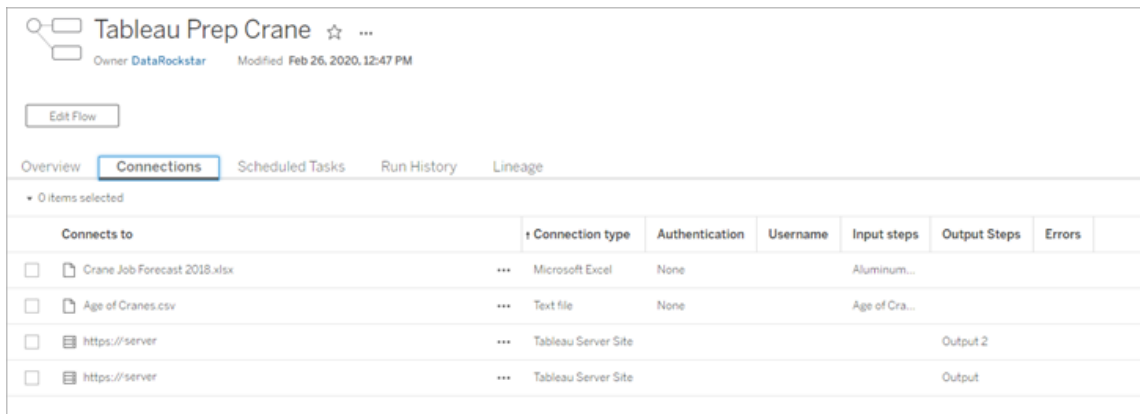 Tableau Prep Crane ☆ ...
Owner DataRockstar Modified Feb 26, 2020, 12:47 PM
Edit Flow
Overview Connections Scheduled Tasks Run History Lineage
▾ 0 items selected
Connects to ↑ Connection type Authentication Username Input steps Output Steps Errors
Crane Job Forecast 2018.xlsx ... Microsoft Excel None Aluminum...
Age of Cranes.csv ... Text file None Age of Cra...
https://server ... Tableau Server Site Output 2
https://server ... Tableau Server Site Output